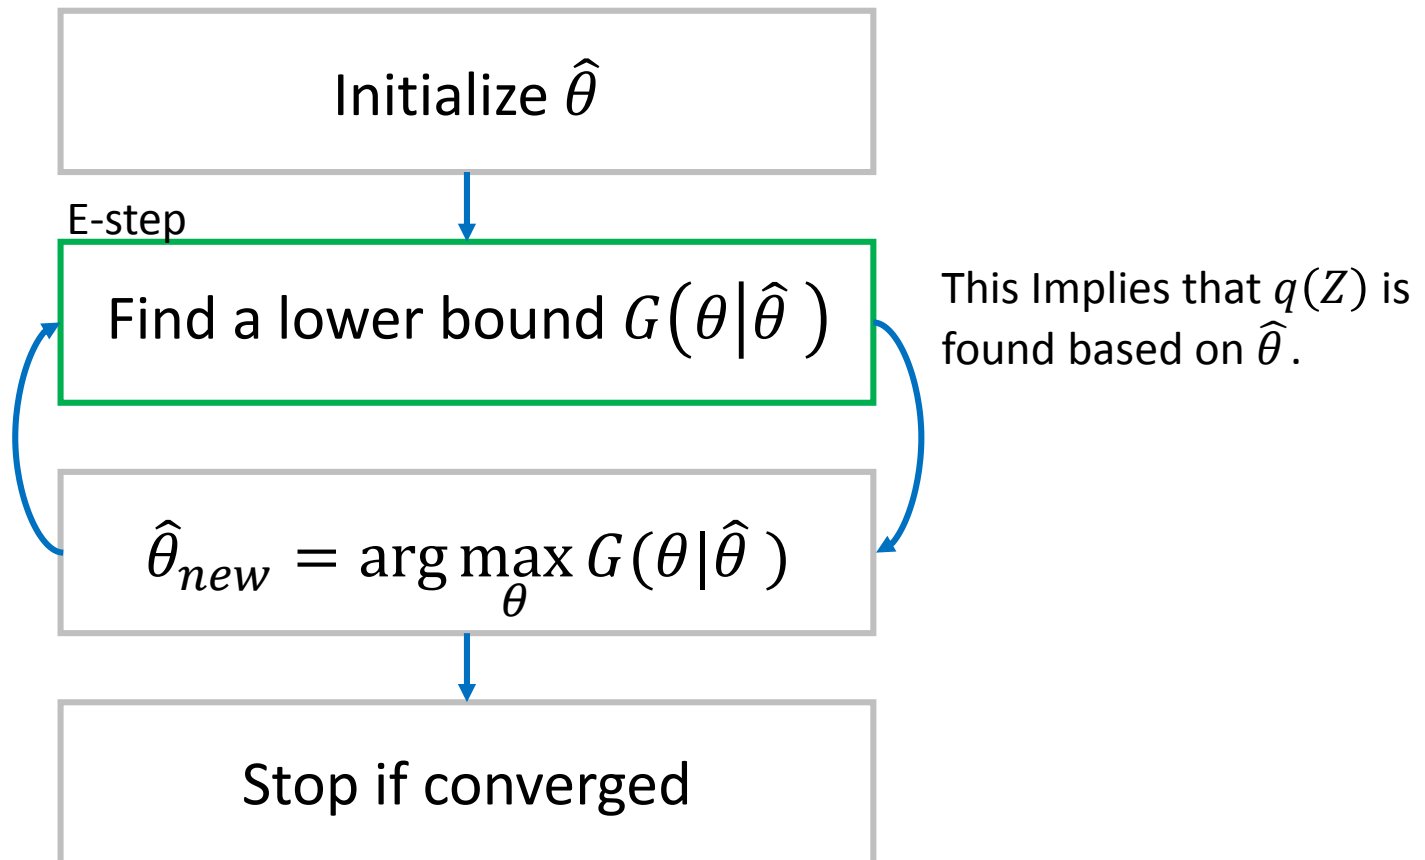 Initialize θ̂
E-step
Find a lower bound G(θ|θ̂ )
This Implies that q(Z) is
found based on θ̂ .
θ̂_new = arg max_θ G(θ|θ̂ )
Stop if converged